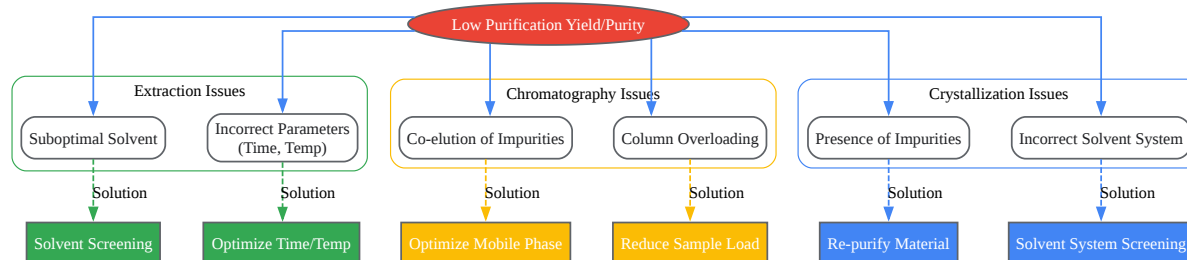 Low Purification Yield/Purity
Extraction Issues
Chromatography Issues
Crystallization Issues
Suboptimal Solvent
Incorrect Parameters
(Time, Temp)
Co-elution of Impurities
Column Overloading
Presence of Impurities
Incorrect Solvent System
Solution
Solution
Solution
Solution
Solution
Solution
Solvent Screening
Optimize Time/Temp
Optimize Mobile Phase
Reduce Sample Load
Re-purify Material
Solvent System Screening